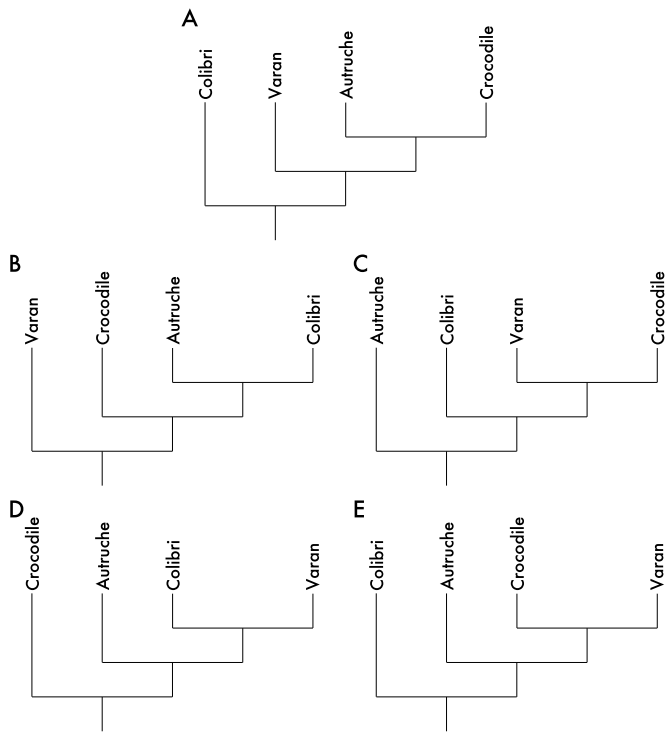 A
Colibri
Varan
Autruche
Crocodile
B
Varan
Crocodile
Autruche
Colibri
C
Autruche
Colibri
Varan
Crocodile
D
Crocodile
Autruche
Colibri
Varan
E
Colibri
Autruche
Crocodile
Varan